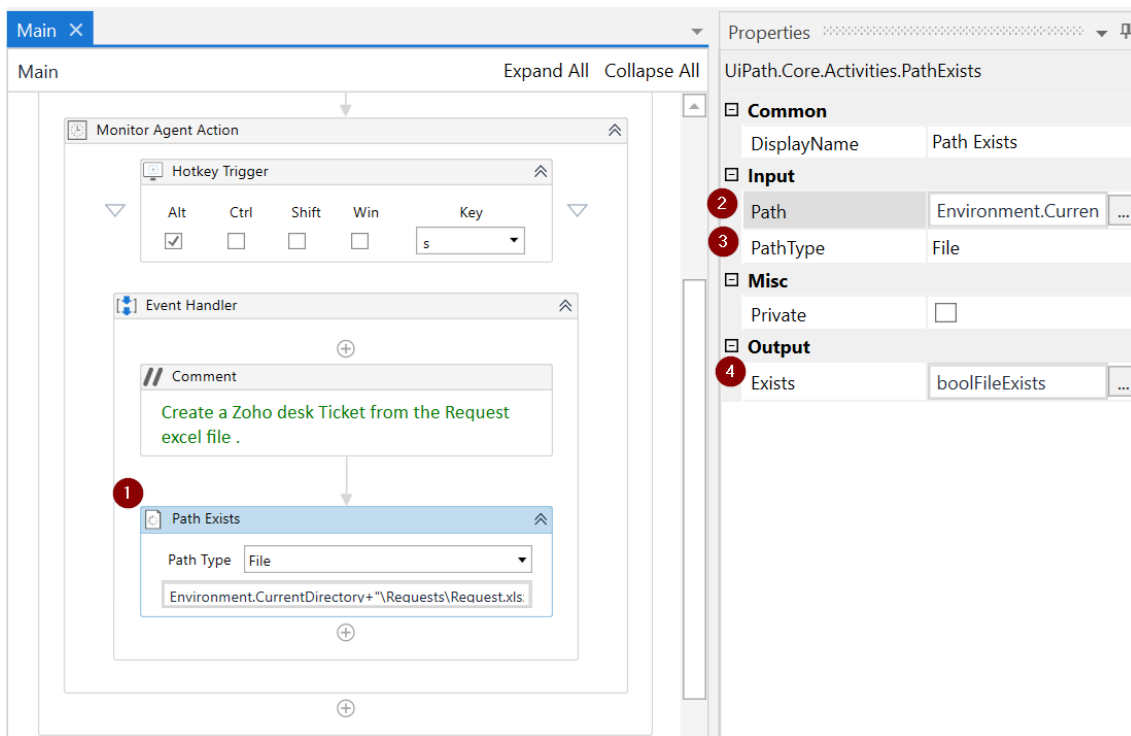 Main
Main
Expand All Collapse All
Monitor Agent Action
Hotkey Trigger
Alt Ctrl Shift Win Key
s
Event Handler
Comment
Create a Zoho desk Ticket from the Request
excel file .
1
Path Exists
Path Type File
Environment.CurrentDirectory+"\Requests\Request.xls
Properties
UiPath.Core.Activities.PathExists
Common
DisplayName Path Exists
Input
2 Path Environment.Curren ...
3 PathType File
Misc
Private
Output
4 Exists boolFileExists ...